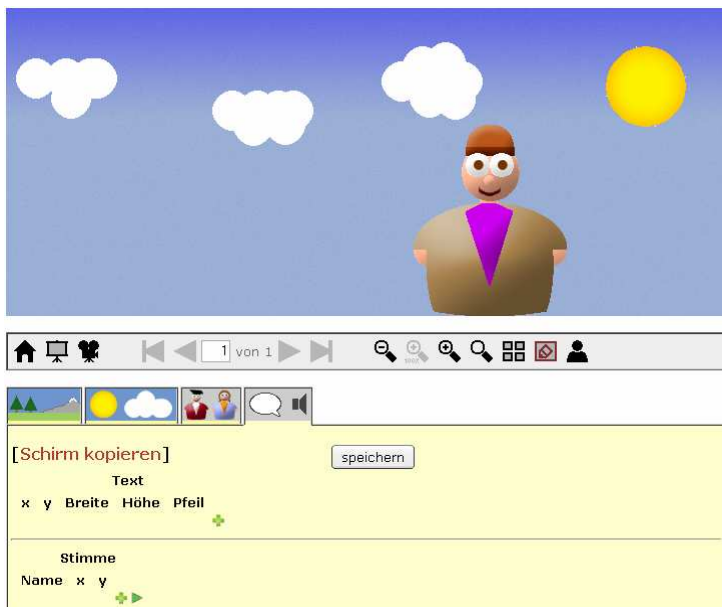 1 von 1
[Schirm kopieren] speichern
Text
x y Breite Höhe Pfeil
Stimme
Name x y